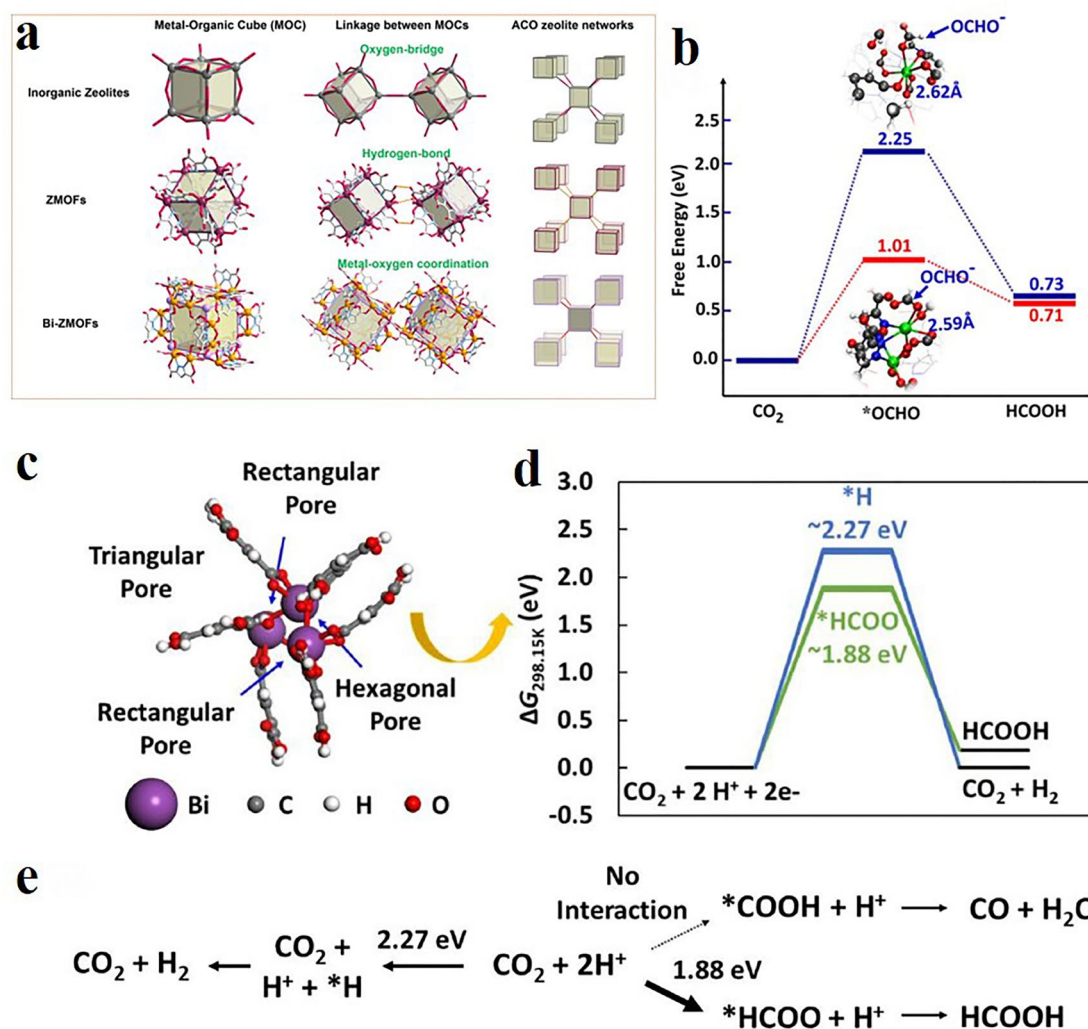 a
Metal-Organic Cube (MOC)
Linkage between MOCs
ACO zeolite networks
Oxygen-bridge
Inorganic Zeolites
Hydrogen-bond
ZMOFs
Metal-oxygen coordination
Bi-ZMOFs
b
OCHO-
2.62Å
Free Energy (eV)
2.5
2.0
1.5
1.0
0.5
0.0
2.25
1.01
0.73
0.71
OCHO-
2.59Å
CO2
*OCHO
HCOOH
c
Rectangular
Pore
Triangular
Pore
Rectangular
Pore
Hexagonal
Pore
Bi
C
H
O
d
ΔG298.15K (eV)
3.0
2.5
2.0
1.5
1.0
0.5
0.0
-0.5
*H
~2.27 eV
*HCOO
~1.88 eV
HCOOH
CO2 + 2 H+ + 2e-
CO2 + H2
e
No
Interaction
*COOH + H+
CO + H2O
CO2 + H2
CO2 +
H+ + *H
2.27 eV
CO2 + 2H+
1.88 eV
*HCOO + H+
HCOOH